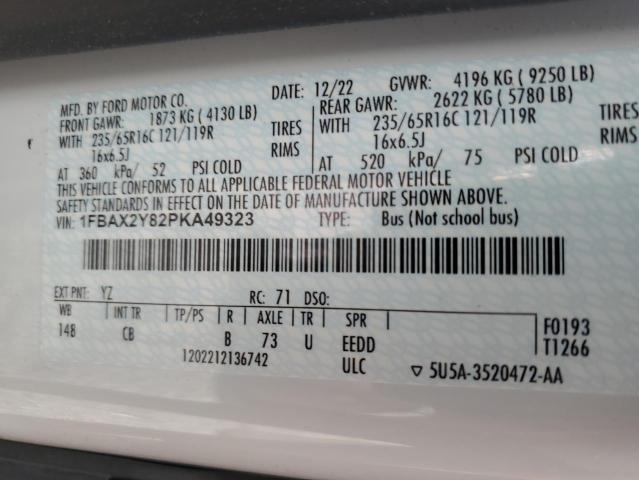 MFD. BY FORD MOTOR CO. DATE: 12/22 GVWR: 4196 KG ( 9250 LB)
FRONT GAWR: 1873 KG ( 4130 LB) REAR GAWR: 2622 KG ( 5780 LB)
WITH 235/65R16C 121/119R TIRES WITH 235/65R16C 121/119R TIRES
16x6.5J RIMS 16x6.5J RIMS
AT 360 kPa/ 52 PSI COLD AT 520 kPa/ 75 PSI COLD
THIS VEHICLE CONFORMS TO ALL APPLICABLE FEDERAL MOTOR VEHICLE
SAFETY STANDARDS IN EFFECT ON THE DATE OF MANUFACTURE SHOWN ABOVE.
VIN: 1FBAX2Y82PKA49323 TYPE: Bus (Not school bus)
EXT PNT: YZ RC: 71 DSO:
WB INT TR TP/PS R AXLE TR SPR F0193
148 CB B 73 U EEDD T1266
1202212136742 ULC ▽ 5U5A-3520472-AA